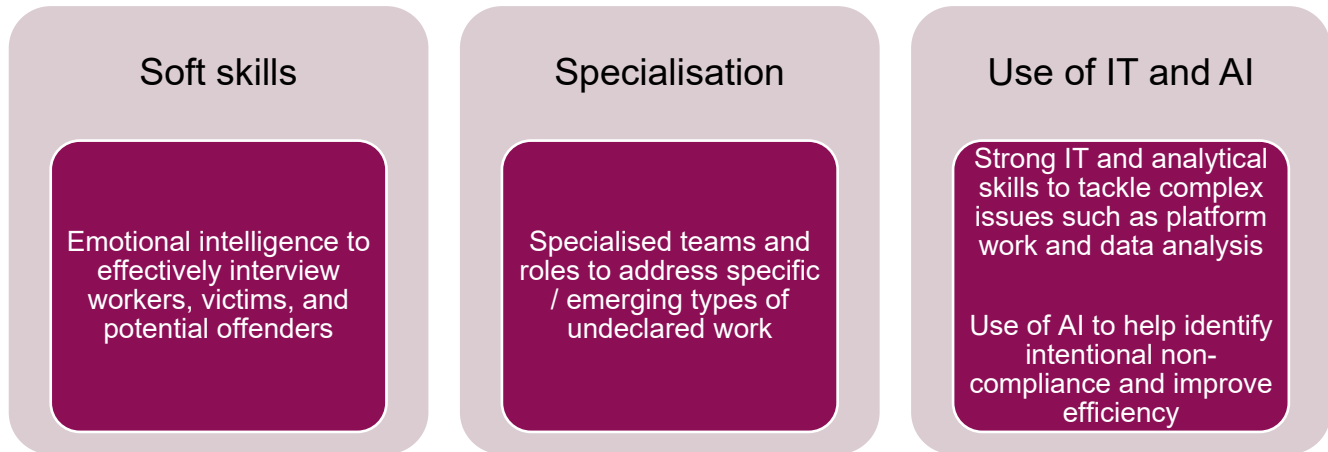 Soft skills
Emotional intelligence to
effectively interview
workers, victims, and
potential offenders
Specialisation
Specialised teams and
roles to address specific
/ emerging types of
undeclared work
Use of IT and AI
Strong IT and analytical
skills to tackle complex
issues such as platform
work and data analysis
Use of AI to help identify
intentional non-
compliance and improve
efficiency